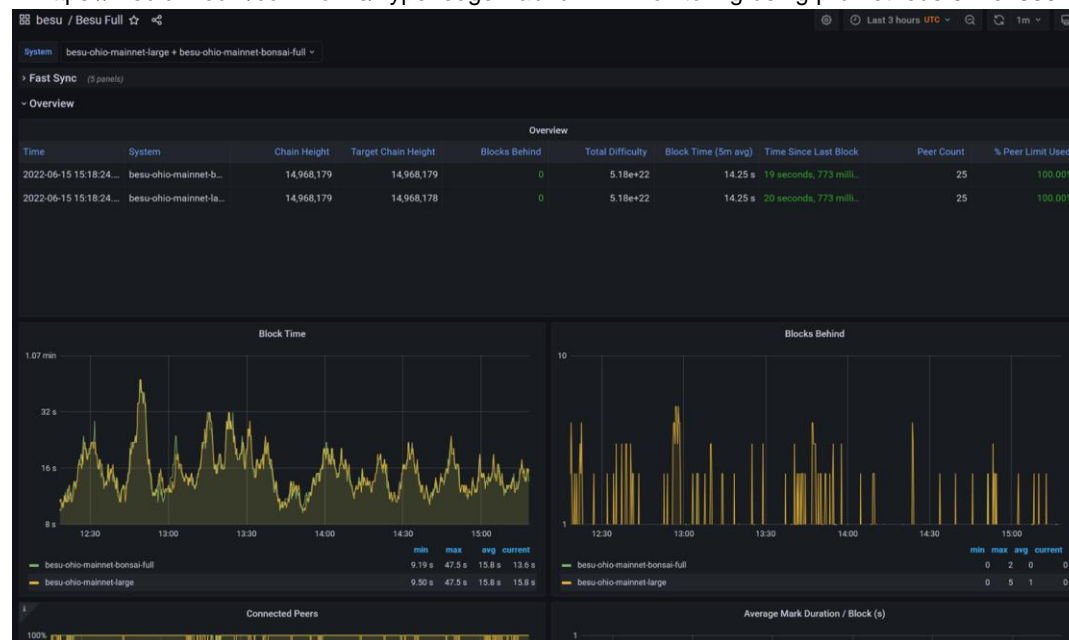 besu / Besu Full
Last 3 hours UTC
1m
System besu-ohio-mainnet-large + besu-ohio-mainnet-bonsai-full
Fast Sync (5 panels)
Overview
Overview
Time System Chain Height Target Chain Height Blocks Behind Total Difficulty Block Time (5m avg) Time Since Last Block Peer Count % Peer Limit Used
2022-06-15 15:18:24.... besu-ohio-mainnet-b... 14,968,179 14,968,179 0 5.18e+22 14.25 s 19 seconds, 773 milli... 25 100.00%
2022-06-15 15:18:24.... besu-ohio-mainnet-la... 14,968,179 14,968,178 0 5.18e+22 14.25 s 20 seconds, 773 milli... 25 100.00%
Block Time
1.07 min
32 s
16 s
8 s
12:30 13:00 13:30 14:00 14:30 15:00
min max avg current
besu-ohio-mainnet-bonsai-full 9.19 s 47.5 s 15.8 s 13.6 s
besu-ohio-mainnet-large 9.50 s 47.5 s 15.8 s 15.8 s
Blocks Behind
10
1
12:30 13:00 13:30 14:00 14:30 15:00
min max avg current
besu-ohio-mainnet-bonsai-full 0 2 0 0
besu-ohio-mainnet-large 0 5 1 0
Connected Peers
100%
Average Mark Duration / Block (s)
1